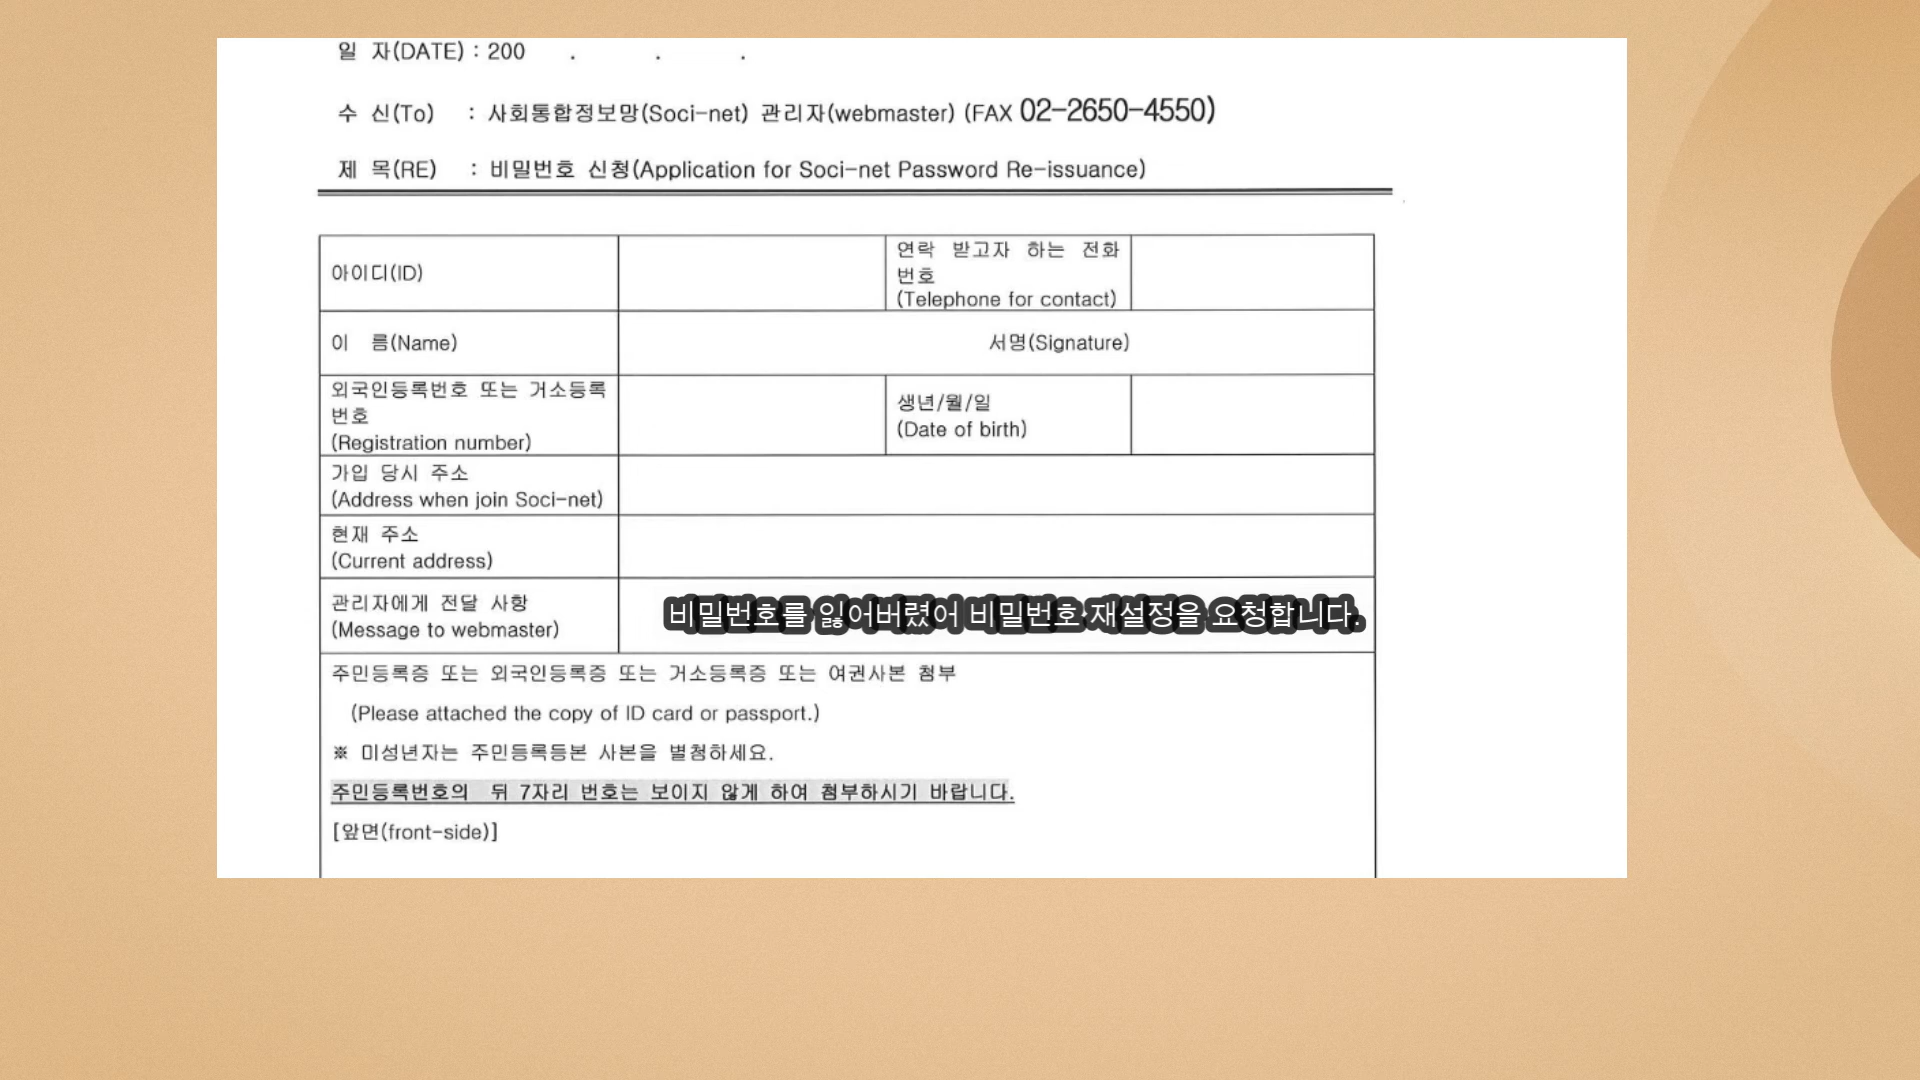 일 자(DATE) : 200 . . .
수 신(To) : 사회통합정보망(Soci-net) 관리자(webmaster) (FAX 02-2650-4550)
제 목(RE) : 비밀번호 신청(Application for Soci-net Password Re-issuance)
아이디(ID)
연락 받고자 하는 전화
번호
(Telephone for contact)
이 름(Name)
서명(Signature)
외국인등록번호 또는 거소등록
번호
(Registration number)
생년/월/일
(Date of birth)
가입 당시 주소
(Address when join Soci-net)
현재 주소
(Current address)
관리자에게 전달 사항
(Message to webmaster)
비밀번호를 잃어버렸어 비밀번호 재설정을 요청합니다.
주민등록증 또는 외국인등록증 또는 거소등록증 또는 여권사본 첨부
(Please attached the copy of ID card or passport.)
※ 미성년자는 주민등록등본 사본을 별첨하세요.
주민등록번호의 뒤 7자리 번호는 보이지 않게 하여 첨부하시기 바랍니다.
[앞면(front-side)]